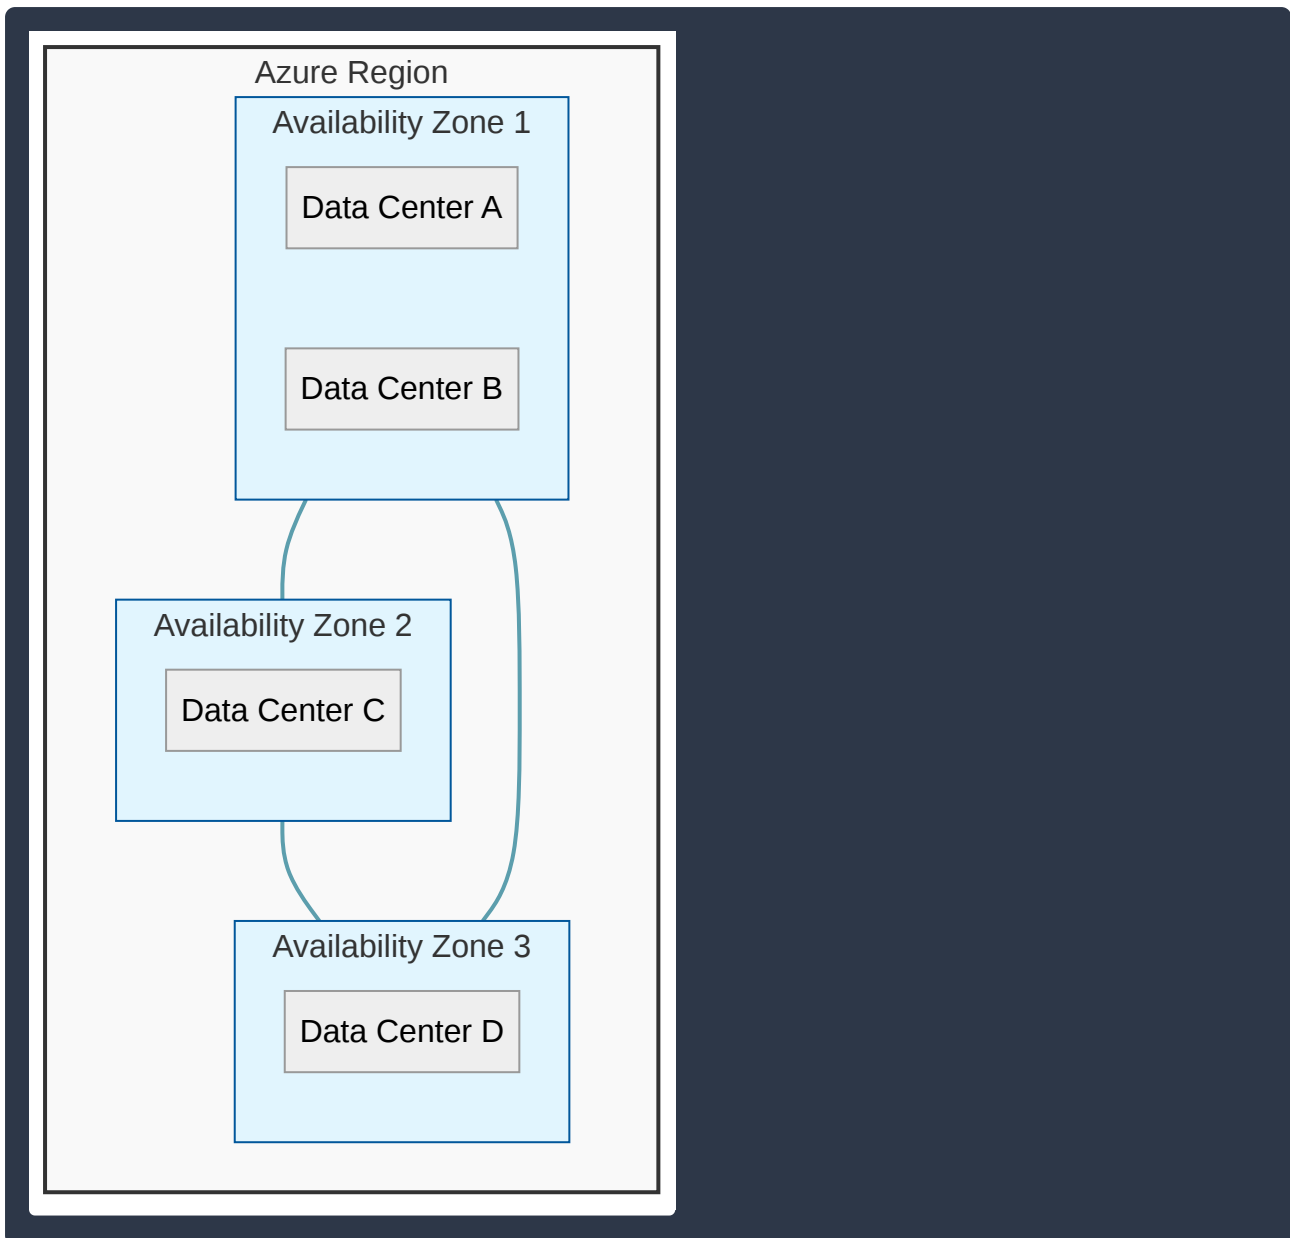 Azure Region
Availability Zone 1
Data Center A
Data Center B
Availability Zone 2
Data Center C
Availability Zone 3
Data Center D